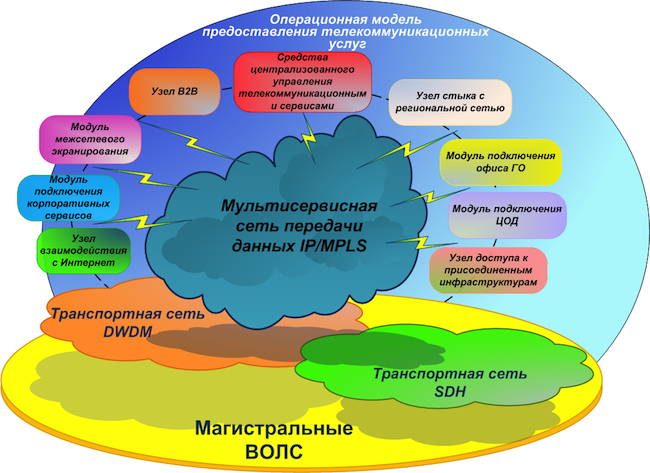 Операционная модель
предоставления телекоммуникационных
услуг
Средства
централизованного
управления
телекоммуникационным
и сервисами
Узел B2B
Узел стыка с
региональной сетью
Модуль
межсетевого
экранирования
Модуль подключения
офиса ГО
Модуль
подключения
корпоративных
сервисов
Модуль подключения
ЦОД
Узел
взаимодействия
с Интернет
Узел доступа к
присоединенным
инфраструктурам
Мультисервисная
сеть передачи
данных IP/MPLS
Транспортная сеть
DWDM
Транспортная сеть
SDH
Магистральные
ВОЛС